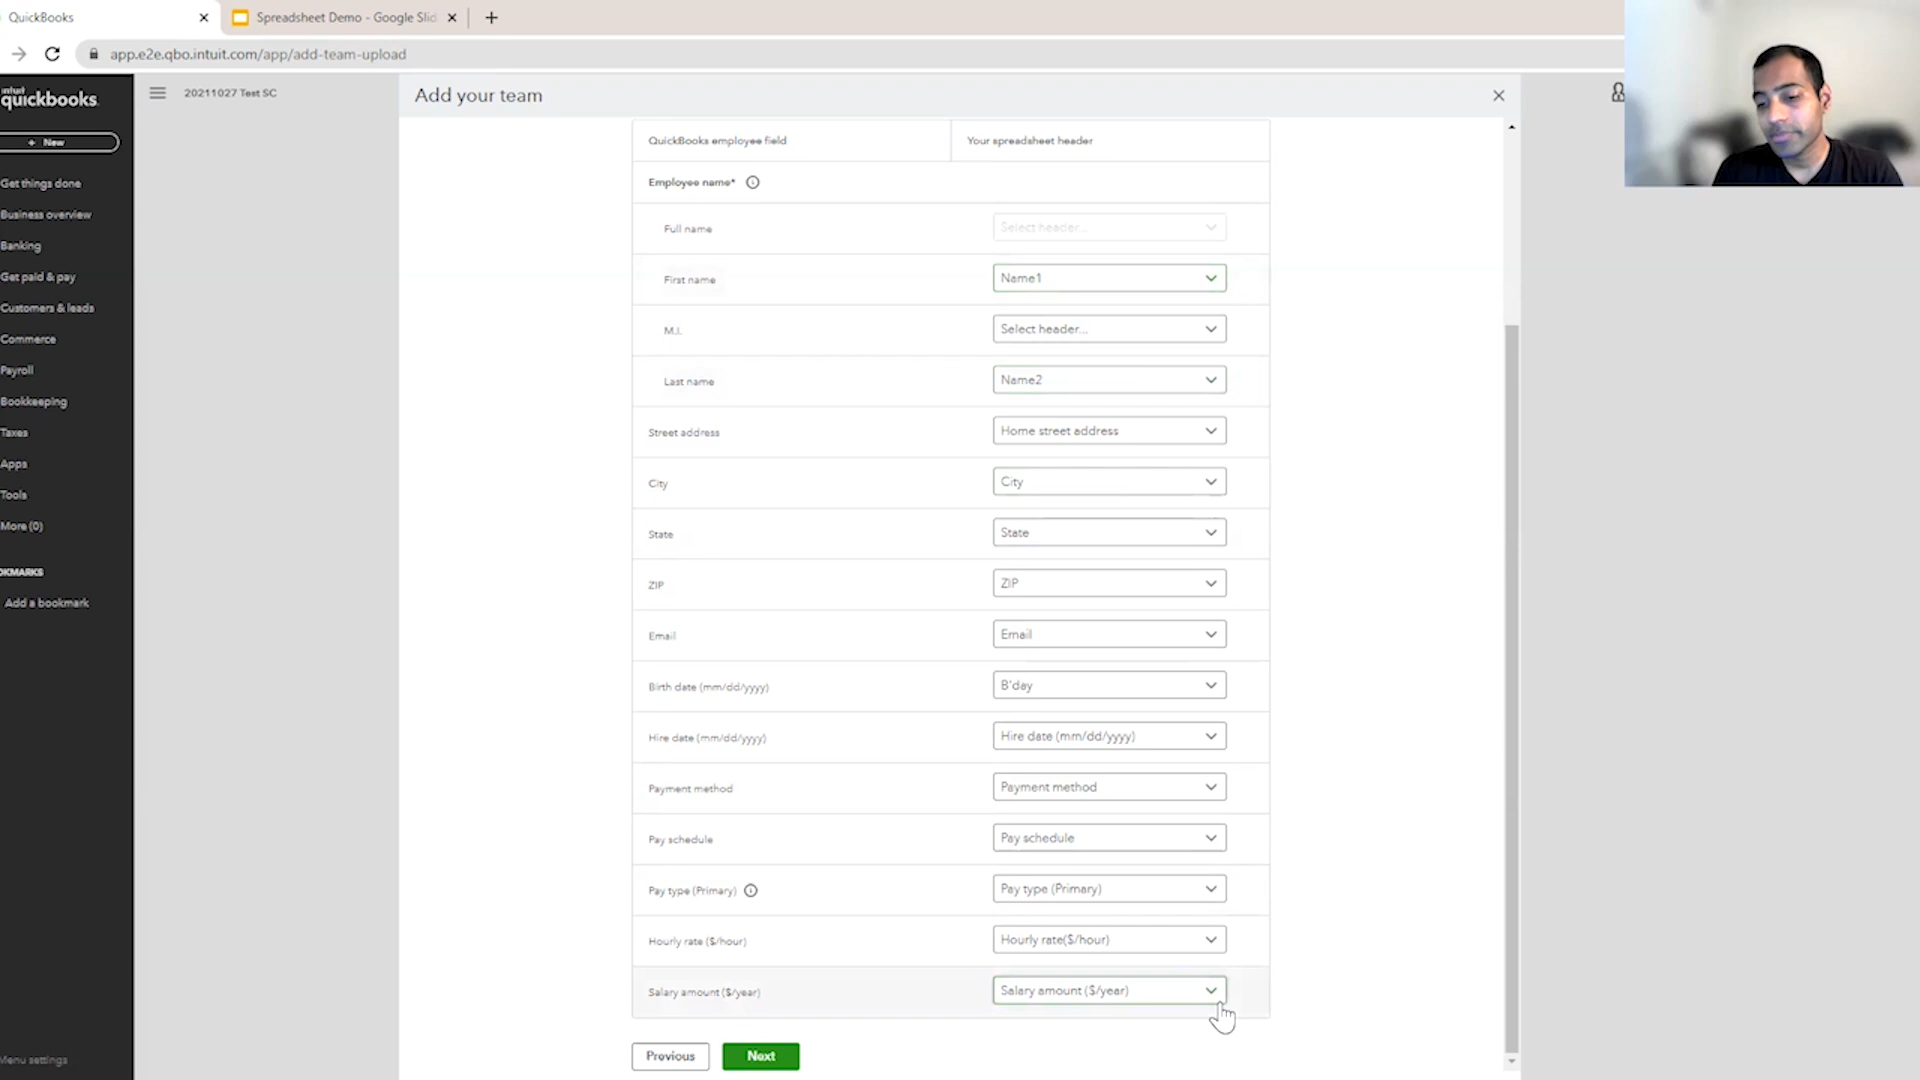 QuickBooks
Spreadsheet Demo - Google Slid
app.e2e.qbo.intuit.com/app/add-team-upload
intuit
quickbooks.
20211027 Test SC
Add your team
+ New
Get things done
Business overview
Banking
Get paid & pay
Customers & leads
Commerce
Payroll
Bookkeeping
Taxes
Apps
Tools
More (0)
OKMARKS
Add a bookmark
Menu settings
QuickBooks employee field Your spreadsheet header
Employee name*
Full name Select header...
First name Name1
M.I. Select header...
Last name Name2
Street address Home street address
City City
State State
ZIP ZIP
Email Email
Birth date (mm/dd/yyyy) B'day
Hire date (mm/dd/yyyy) Hire date (mm/dd/yyyy)
Payment method Payment method
Pay schedule Pay schedule
Pay type (Primary) Pay type (Primary)
Hourly rate ($/hour) Hourly rate($/hour)
Salary amount ($/year) Salary amount ($/year)
Previous Next